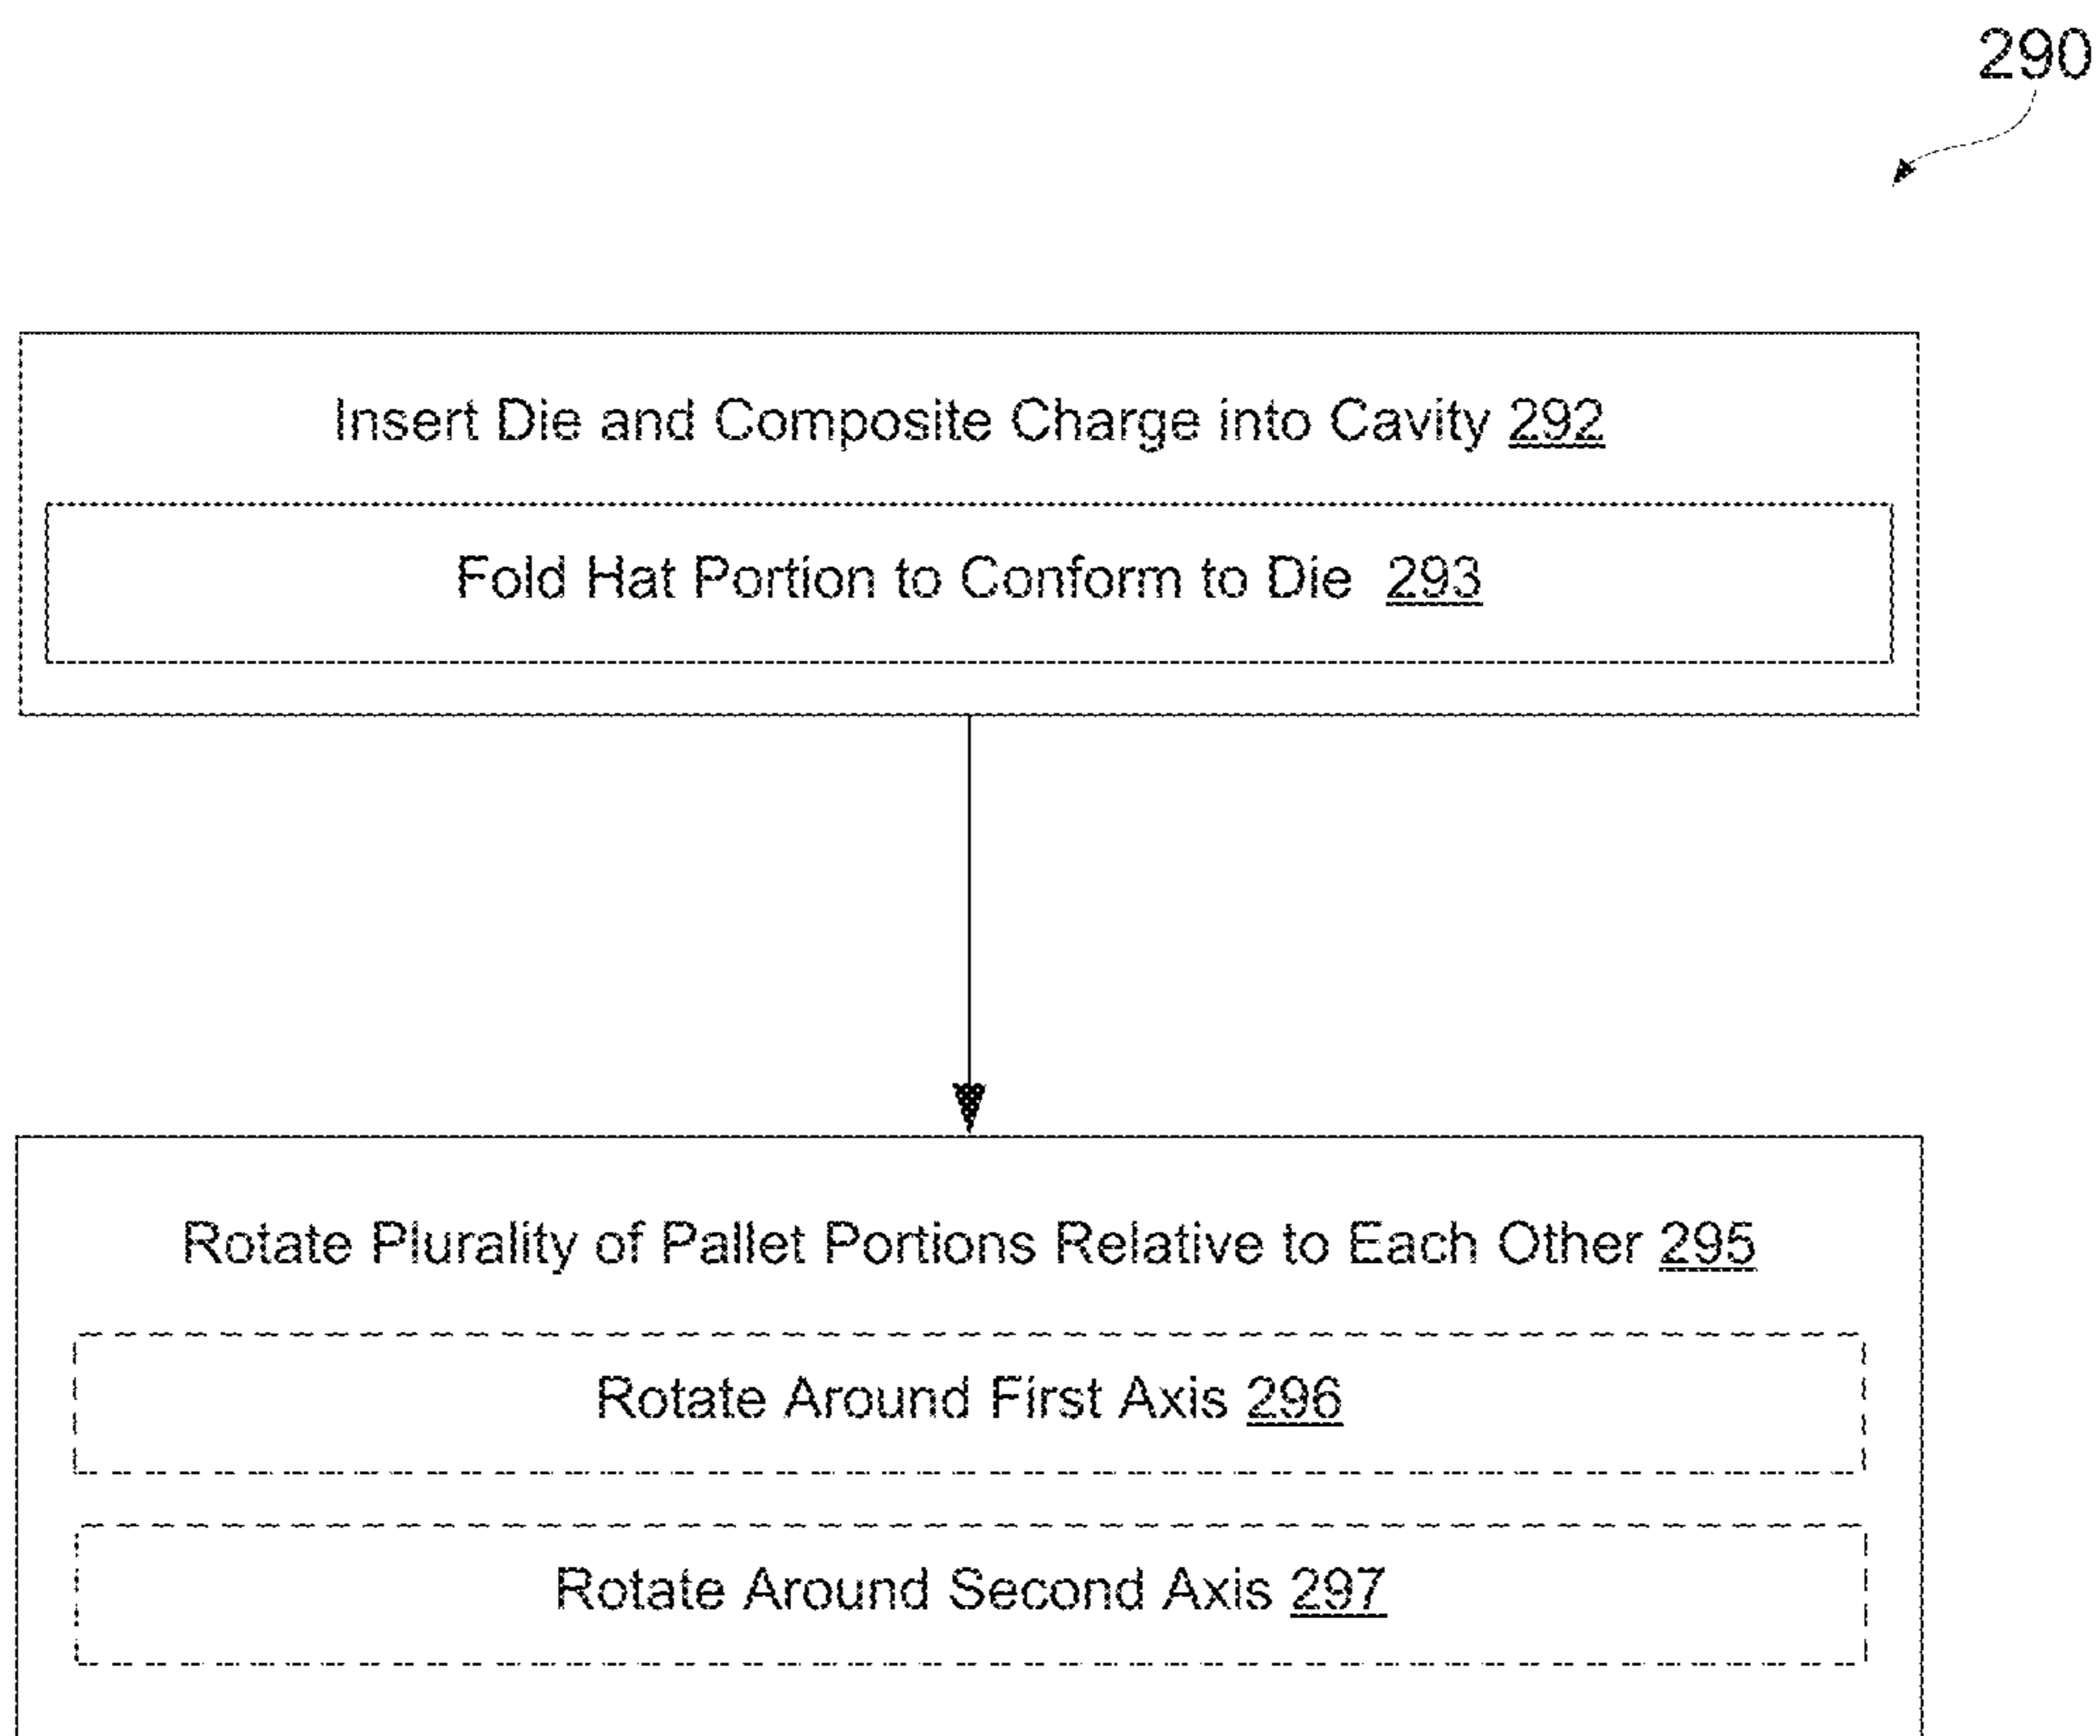 290
Insert Die and Composite Charge into Cavity 292
Fold Hat Portion to Conform to Die 293
Rotate Plurality of Pallet Portions Relative to Each Other 295
Rotate Around First Axis 296
Rotate Around Second Axis 297